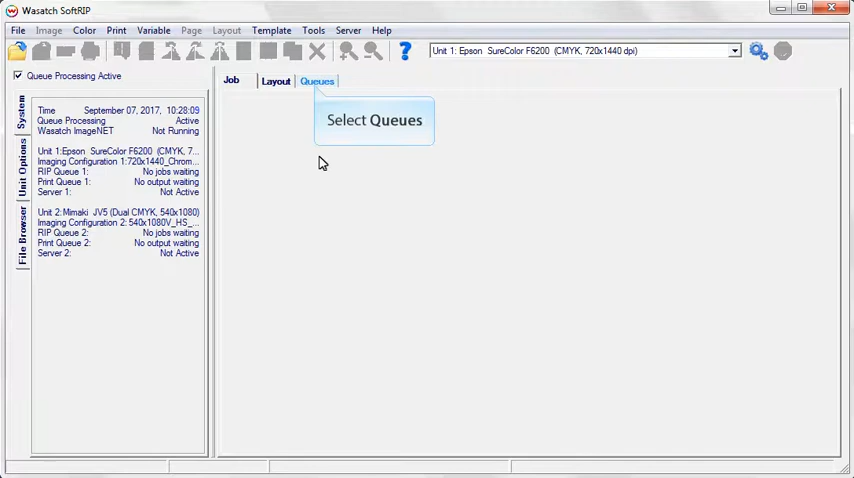 Wasatch SoftRIP
File Image Color Print Variable Page Layout Template Tools Server Help
Unit 1: Epson SureColor F6200 (CMYK, 720x1440 dpi)
Queue Processing Active
Job Layout Queues
Select Queues
System
Unit Options
File Browser
Time September 07, 2017, 10:28:09
Queue Processing Active
Wasatch ImageNET Not Running
Unit 1:Epson SureColor F6200 (CMYK, 7...
Imaging Configuration 1:720x1440_Chrom...
RIP Queue 1: No jobs waiting
Print Queue 1: No output waiting
Server 1: Not Active
Unit 2: Mimaki JV5 (Dual CMYK, 540x1080)
Imaging Configuration 2: 540x1080V_HS_...
RIP Queue 2: No jobs waiting
Print Queue 2: No output waiting
Server 2: Not Active